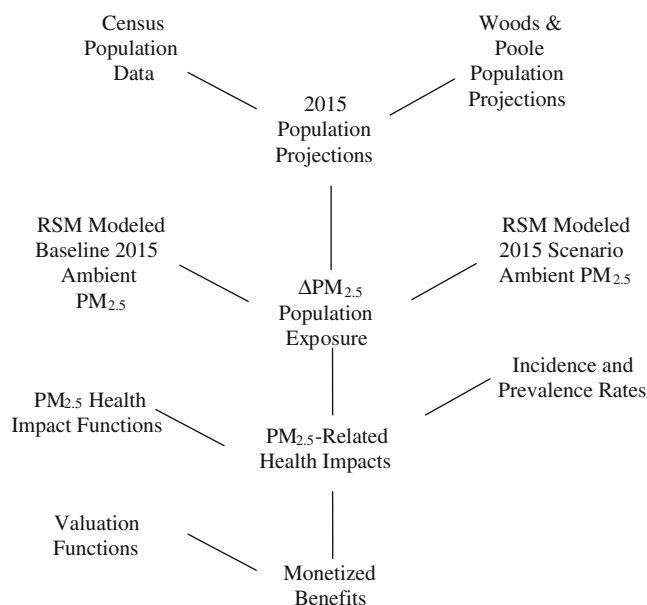 Census
Population
Data
Woods &
Poole
Population
Projections
2015
Population
Projections
RSM Modeled
Baseline 2015
Ambient
PM₂.₅
RSM Modeled
2015 Scenario
Ambient PM₂.₅
ΔPM₂.₅
Population
Exposure
Incidence and
Prevalence Rates
PM₂.₅ Health
Impact Functions
PM₂.₅-Related
Health Impacts
Valuation
Functions
Monetized
Benefits